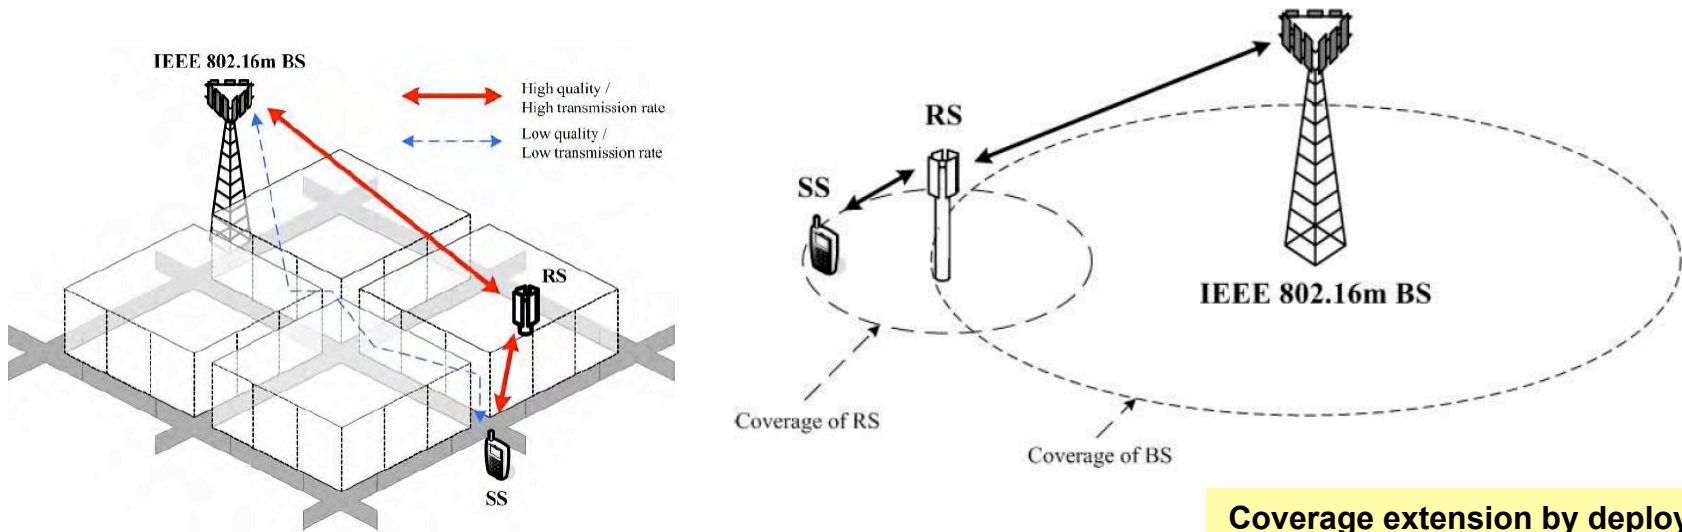 IEEE 802.16m BS
High quality /
High transmission rate
Low quality /
Low transmission rate
RS
SS
RS
SS
IEEE 802.16m BS
Coverage of RS
Coverage of BS
Coverage extension by deploy